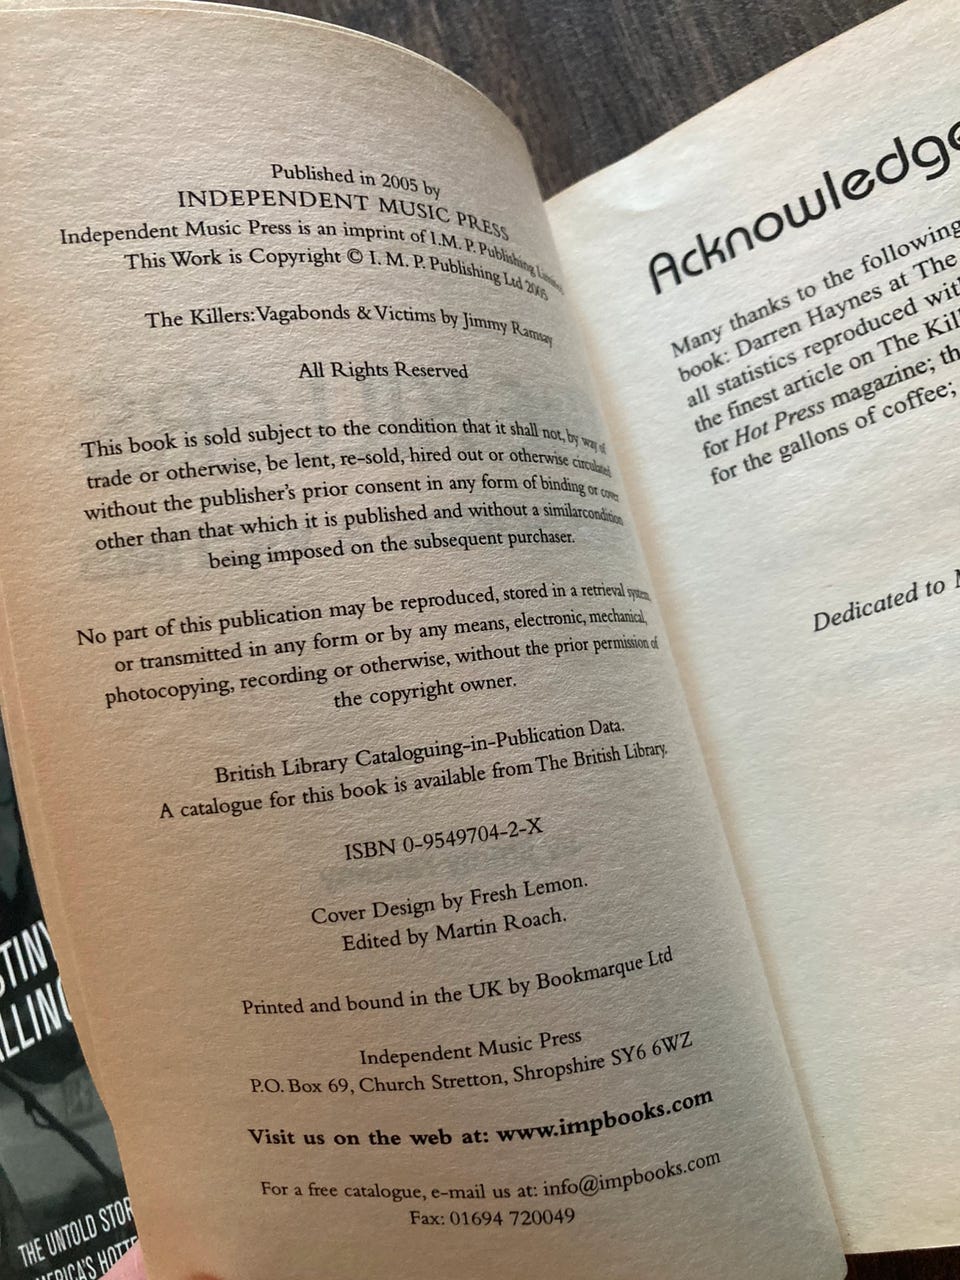 Published in 2005 by
INDEPENDENT MUSIC PRESS
Independent Music Press is an imprint of I.M. P. Publishing Limited
This Work is Copyright © I. M. P. Publishing Ltd 2005
The Killers: Vagabonds & Victims by Jimmy Ramsay
All Rights Reserved
This book is sold subject to the condition that it shall not, by way of
trade or otherwise, be lent, re-sold, hired out or otherwise circulated
without the publisher's prior consent in any form of binding or cover
other than that which it is published and without a similarcondition
being imposed on the subsequent purchaser.
No part of this publication may be reproduced, stored in a retrieval system,
or transmitted in any form or by any means, electronic, mechanical,
photocopying, recording or otherwise, without the prior permission of
the copyright owner.
British Library Cataloguing-in-Publication Data.
A catalogue for this book is available from The British Library.
ISBN 0-9549704-2-X
Cover Design by Fresh Lemon.
Edited by Martin Roach.
Printed and bound in the UK by Bookmarque Ltd
Independent Music Press
P.O. Box 69, Church Stretton, Shropshire SY6 6WZ
Visit us on the web at: www.impbooks.com
For a free catalogue, e-mail us at: info@impbooks.com
Fax: 01694 720049
Acknowledge
Many thanks to the following
book: Darren Haynes at The
all statistics reproduced wit
the finest article on The Kill
for Hot Press magazine; th
for the gallons of coffee;
Dedicated to
STINY
LLING
THE UNTOLD STOR
ERICA'S HOTTE